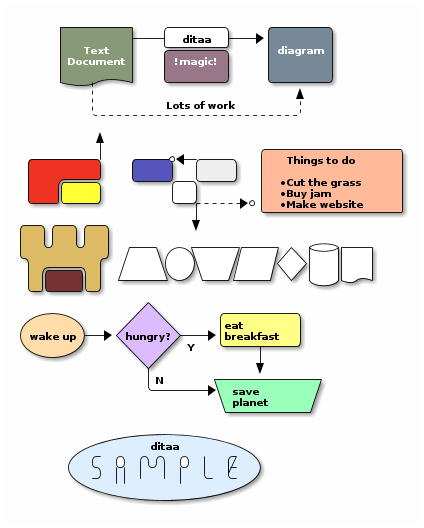 Text
Document
ditaa
!magic!
diagram
Lots of work
Things to do
•Cut the grass
•Buy jam
•Make website
wake up
hungry?
Y
N
eat
breakfast
save
planet
ditaa
SiMPLE